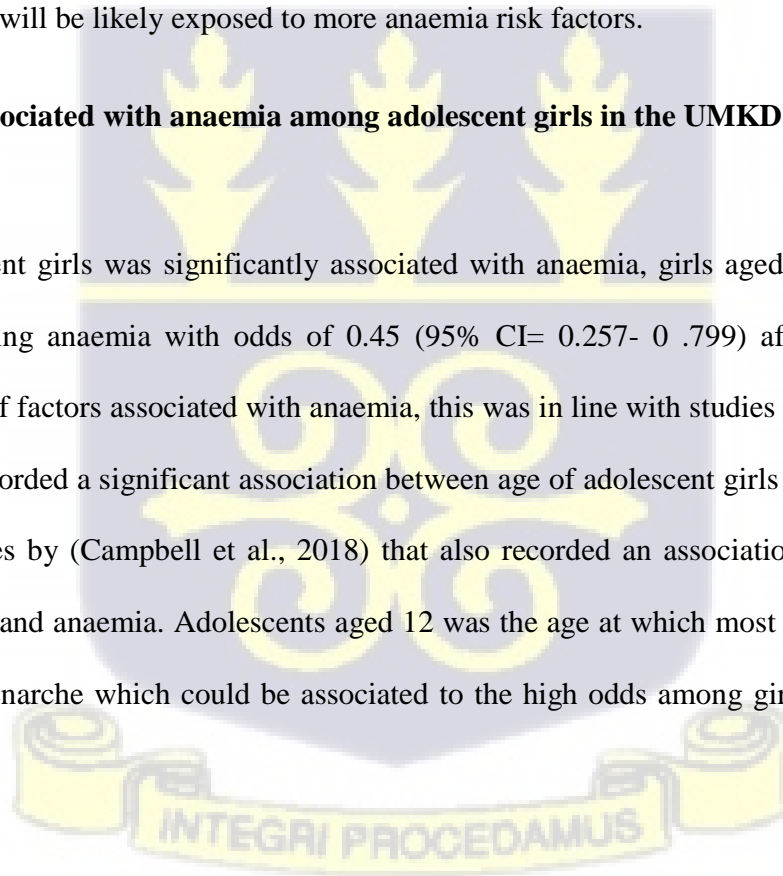 will be likely exposed to more anaemia risk factors.
ociated with anaemia among adolescent girls in the UMKD
nt girls was significantly associated with anaemia, girls aged
ing anaemia with odds of 0.45 (95% CI= 0.257- 0 .799) af
f factors associated with anaemia, this was in line with studies
orded a significant association between age of adolescent girls
es by (Campbell et al., 2018) that also recorded an associatio
and anaemia. Adolescents aged 12 was the age at which most
enarche which could be associated to the high odds among gir
INTEGRI PROCEDAMUS